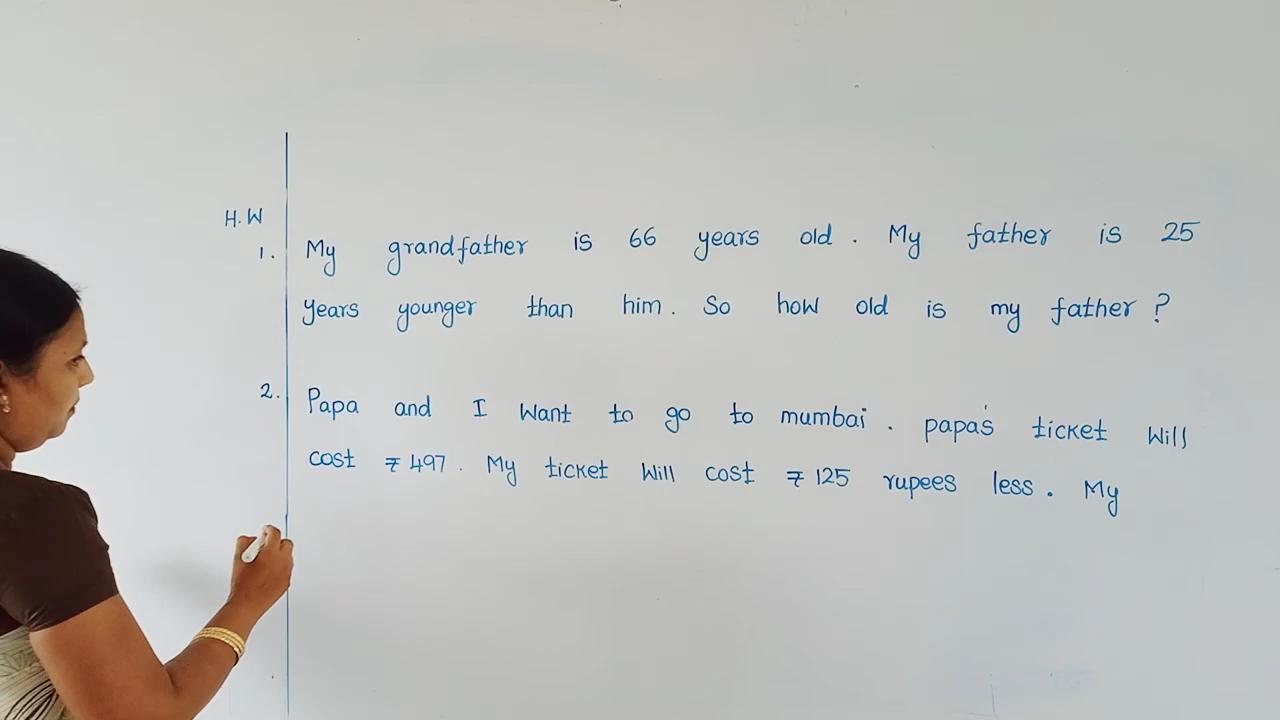 H.W
1. My grandfather is 66 years old. My father is 25
years younger than him. So how old is my father?
2. Papa and I want to go to mumbai. papa's ticket will
cost ₹ 497. My ticket will cost ₹ 125 rupees less. My